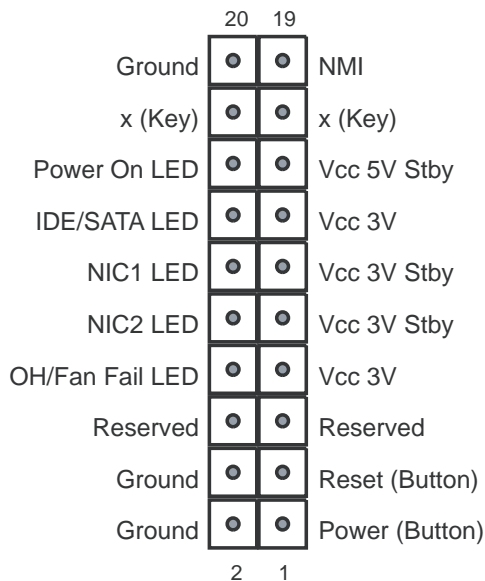 20 19
Ground NMI
x (Key) x (Key)
Power On LED Vcc 5V Stby
IDE/SATA LED Vcc 3V
NIC1 LED Vcc 3V Stby
NIC2 LED Vcc 3V Stby
OH/Fan Fail LED Vcc 3V
Reserved Reserved
Ground Reset (Button)
Ground Power (Button)
2 1